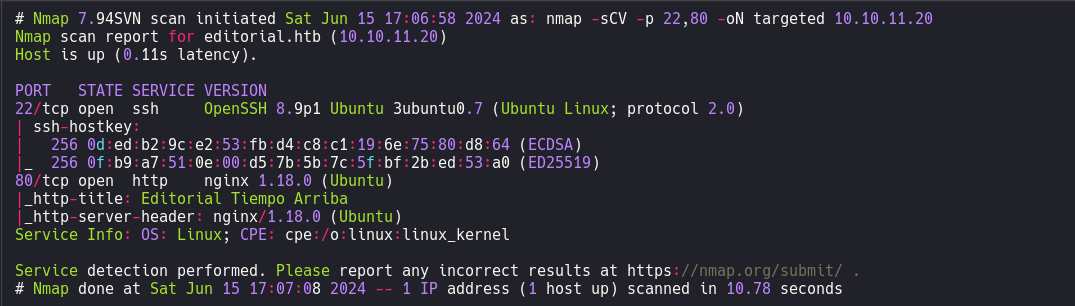 # Nmap 7.94SVN scan initiated Sat Jun 15 17:06:58 2024 as: nmap -sCV -p 22,80 -oN targeted 10.10.11.20
Nmap scan report for editorial.htb (10.10.11.20)
Host is up (0.11s latency).
PORT   STATE SERVICE VERSION
22/tcp open  ssh     OpenSSH 8.9p1 Ubuntu 3ubuntu0.7 (Ubuntu Linux; protocol 2.0)
| ssh-hostkey:
|   256 0d:ed:b2:9c:e2:53:fb:d4:c8:c1:19:6e:75:80:d8:64 (ECDSA)
|_  256 0f:b9:a7:51:0e:00:d5:7b:5b:7c:5f:bf:2b:ed:53:a0 (ED25519)
80/tcp open  http    nginx 1.18.0 (Ubuntu)
|_http-title: Editorial Tiempo Arriba
|_http-server-header: nginx/1.18.0 (Ubuntu)
Service Info: OS: Linux; CPE: cpe:/o:linux:linux_kernel
Service detection performed. Please report any incorrect results at https://nmap.org/submit/ .
# Nmap done at Sat Jun 15 17:07:08 2024 -- 1 IP address (1 host up) scanned in 10.78 seconds